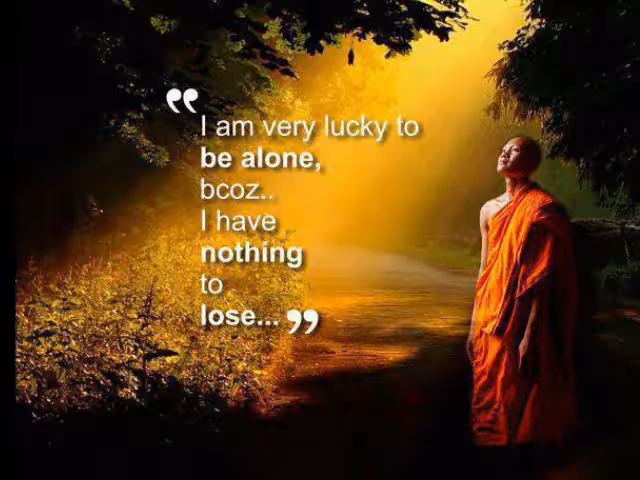 “ I am very lucky to
be alone,
bcoz..
I have
nothing
to
lose... ”